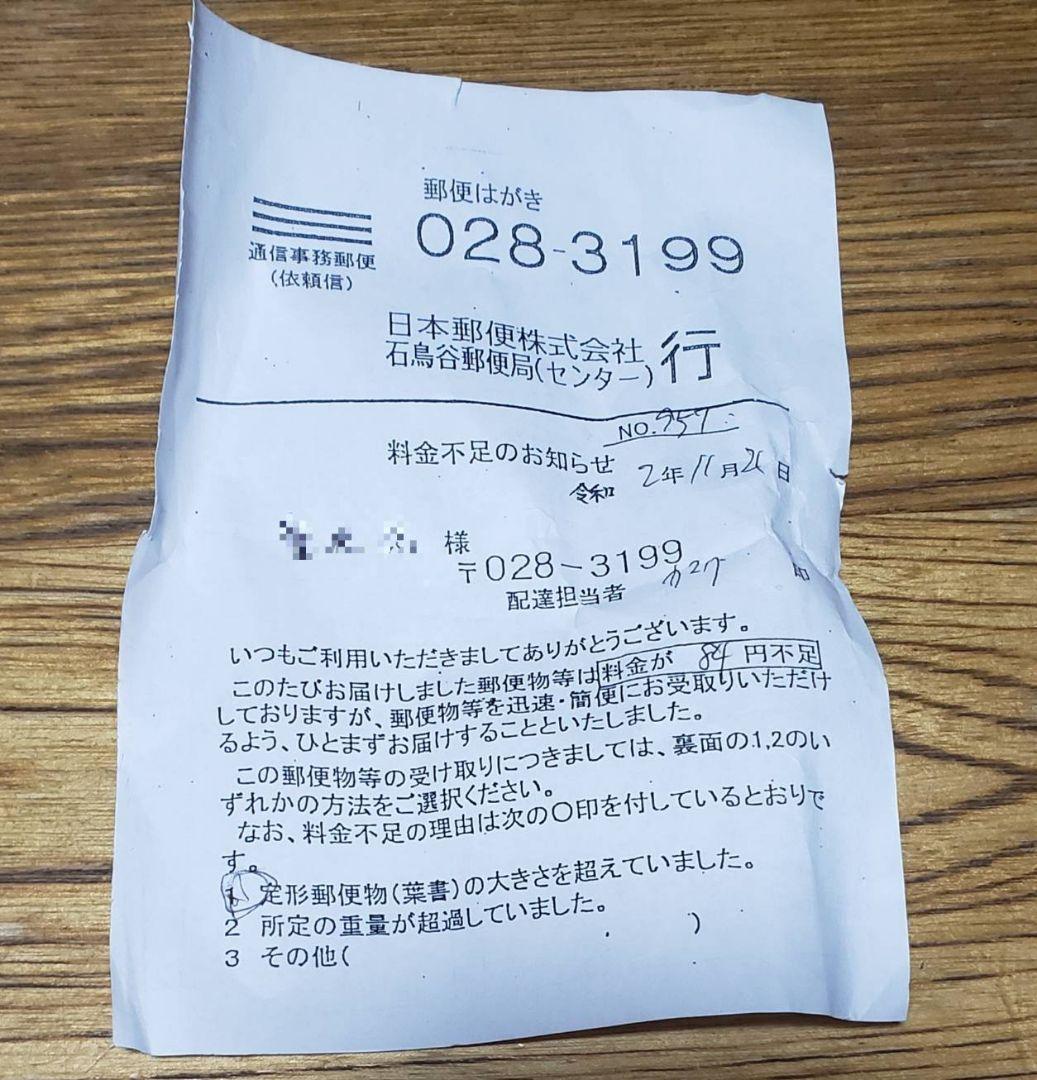 郵便はがき
028-3199
通信事務郵便
(依頼信)
日本郵便株式会社
石鳥谷郵便局(センター)行
NO.957
料金不足のお知らせ
令和 2年11月 日
様
〒028-3199
配達担当者 印
いつもご利用いただきましてありがとうございます。
このたびお届けしました郵便物等は料金が 84 円不足
しておりますが、郵便物等を迅速・簡便にお受取りいただけ
るよう、ひとまずお届けすることといたしました。
この郵便物等の受け取りにつきましては、裏面の1,2のい
ずれかの方法をご選択ください。
なお、料金不足の理由は次の〇印を付しているとおりで
す。
1 定形郵便物(葉書)の大きさを超えていました。
2 所定の重量が超過していました。
3 その他( )